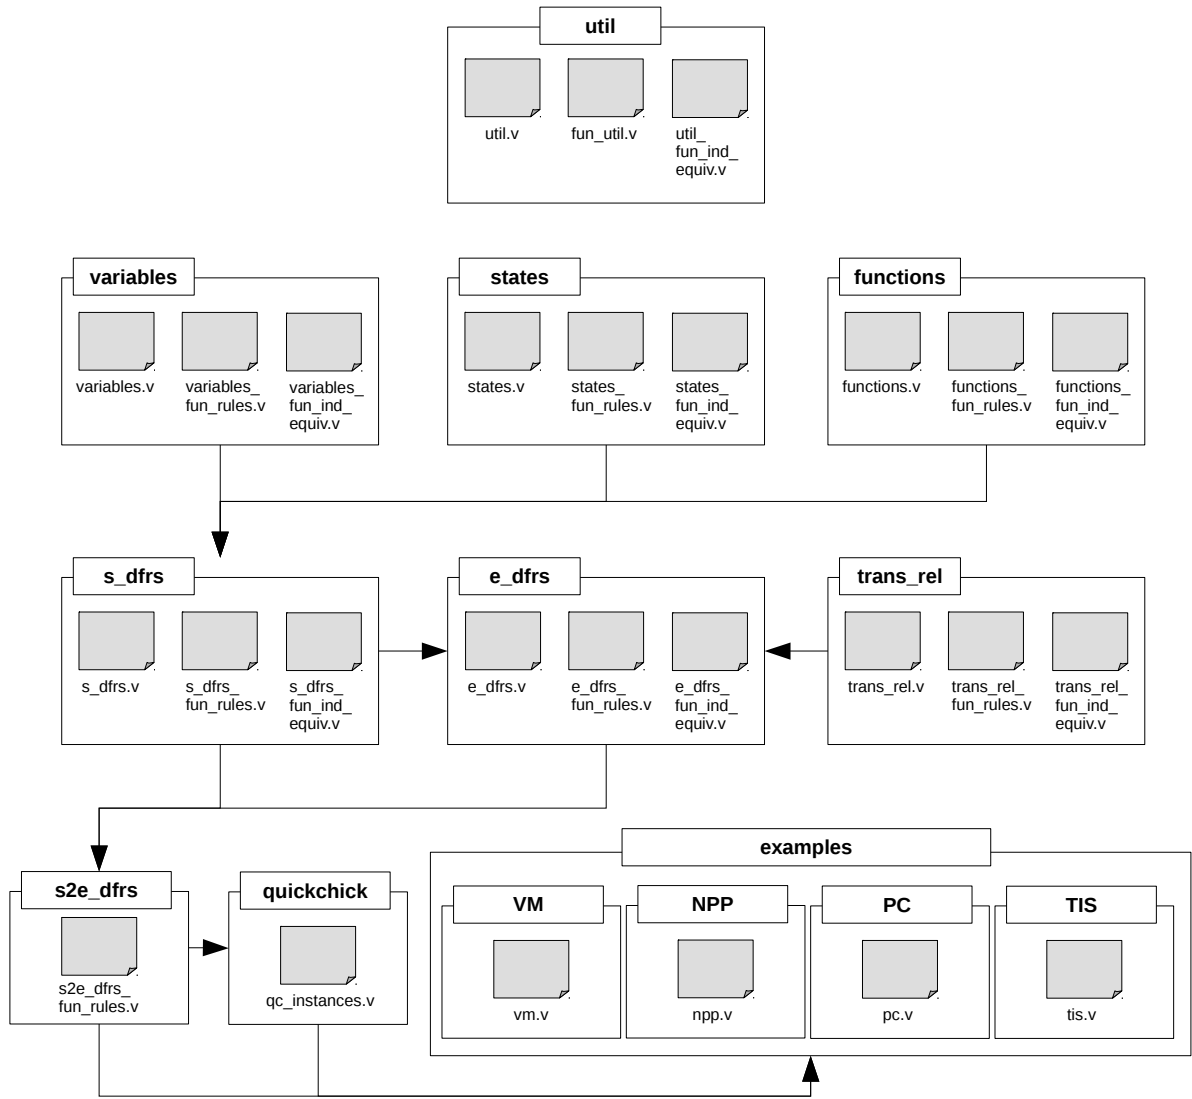 util
util.v
fun_util.v
util_
fun_ind_
equiv.v
variables
variables.v
variables_
fun_rules.v
variables_
fun_ind_
equiv.v
states
states.v
states_
fun_rules.v
states_
fun_ind_
equiv.v
functions
functions.v
functions_
fun_rules.v
functions_
fun_ind_
equiv.v
s_dfrs
s_dfrs.v
s_dfrs_
fun_rules.v
s_dfrs_
fun_ind_
equiv.v
e_dfrs
e_dfrs.v
e_dfrs_
fun_rules.v
e_dfrs_
fun_ind_
equiv.v
trans_rel
trans_rel.v
trans_rel_
fun_rules.v
trans_rel_
fun_ind_
equiv.v
s2e_dfrs
s2e_dfrs_
fun_rules.v
quickchick
qc_instances.v
examples
VM
vm.v
NPP
npp.v
PC
pc.v
TIS
tis.v